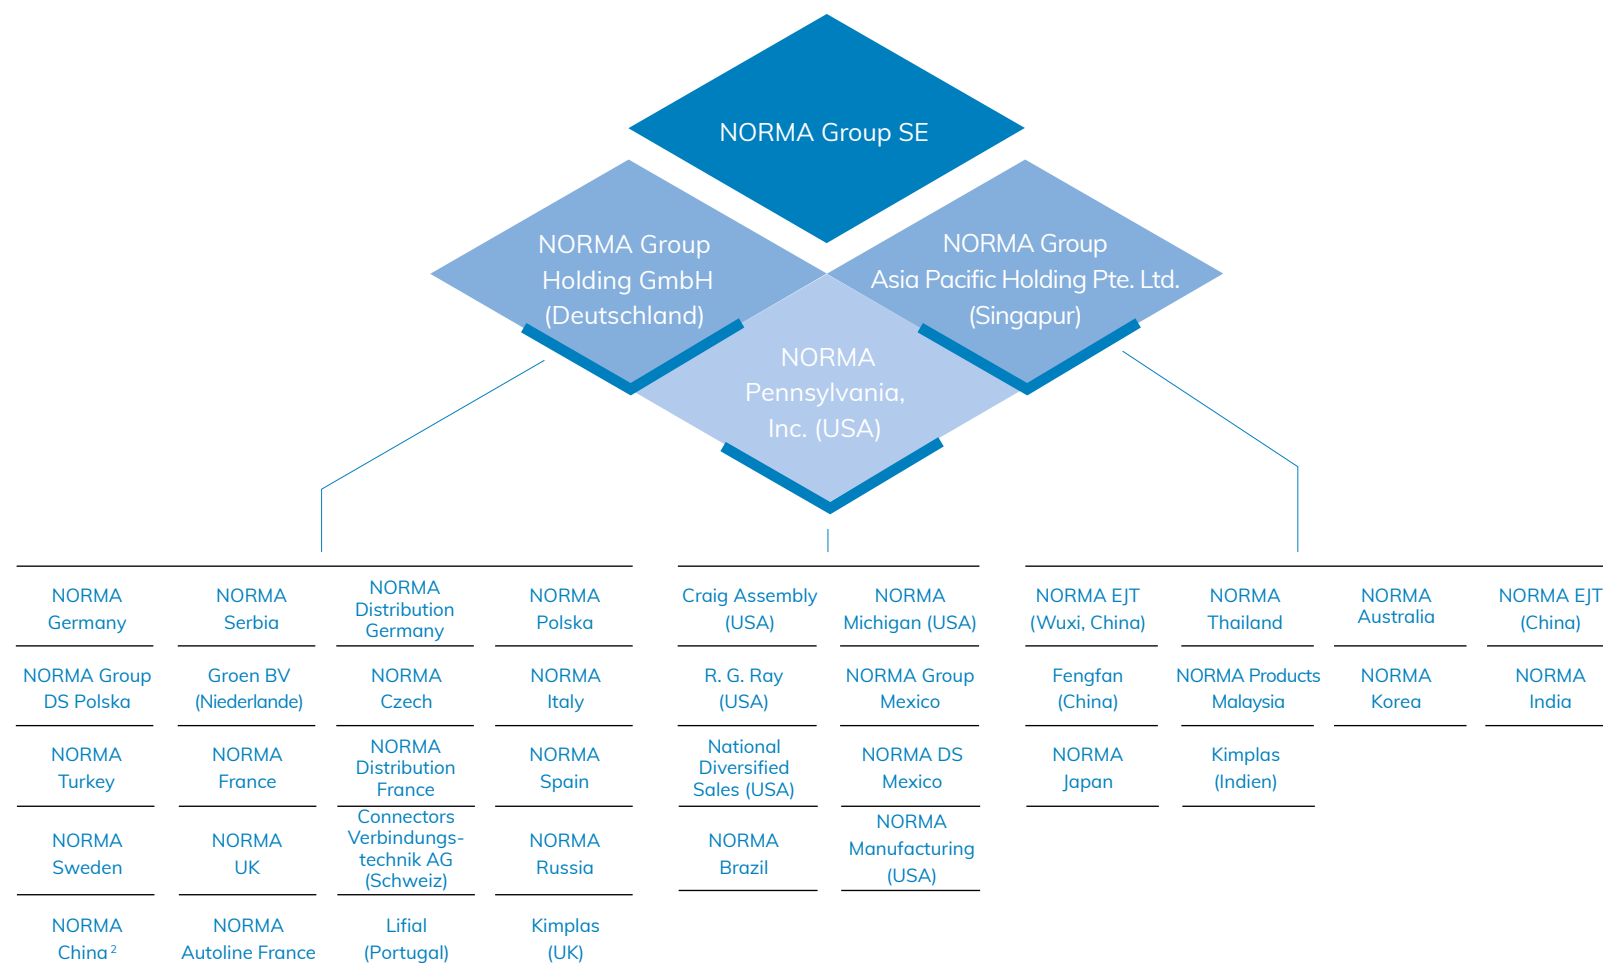 NORMA Group SE
NORMA Group
Holding GmbH
(Deutschland)
NORMA Group
Asia Pacific Holding Pte. Ltd.
(Singapur)
NORMA
Pennsylvania,
Inc. (USA)
NORMA
Germany
NORMA
Serbia
NORMA
Distribution
Germany
NORMA
Polska
NORMA Group
DS Polska
Groen BV
(Niederlande)
NORMA
Czech
NORMA
Italy
NORMA
Turkey
NORMA
France
NORMA
Distribution
France
NORMA
Spain
NORMA
Sweden
NORMA
UK
Connectors
Verbindungs-
technik AG
(Schweiz)
NORMA
Russia
NORMA
China ²
NORMA
Autoline France
Lifial
(Portugal)
Kimplas
(UK)
Craig Assembly
(USA)
NORMA
Michigan (USA)
R. G. Ray
(USA)
NORMA Group
Mexico
National
Diversified
Sales (USA)
NORMA DS
Mexico
NORMA
Brazil
NORMA
Manufacturing
(USA)
NORMA EJT
(Wuxi, China)
NORMA
Thailand
NORMA
Australia
NORMA EJT
(China)
Fengfan
(China)
NORMA Products
Malaysia
NORMA
Korea
NORMA
India
NORMA
Japan
Kimplas
(Indien)